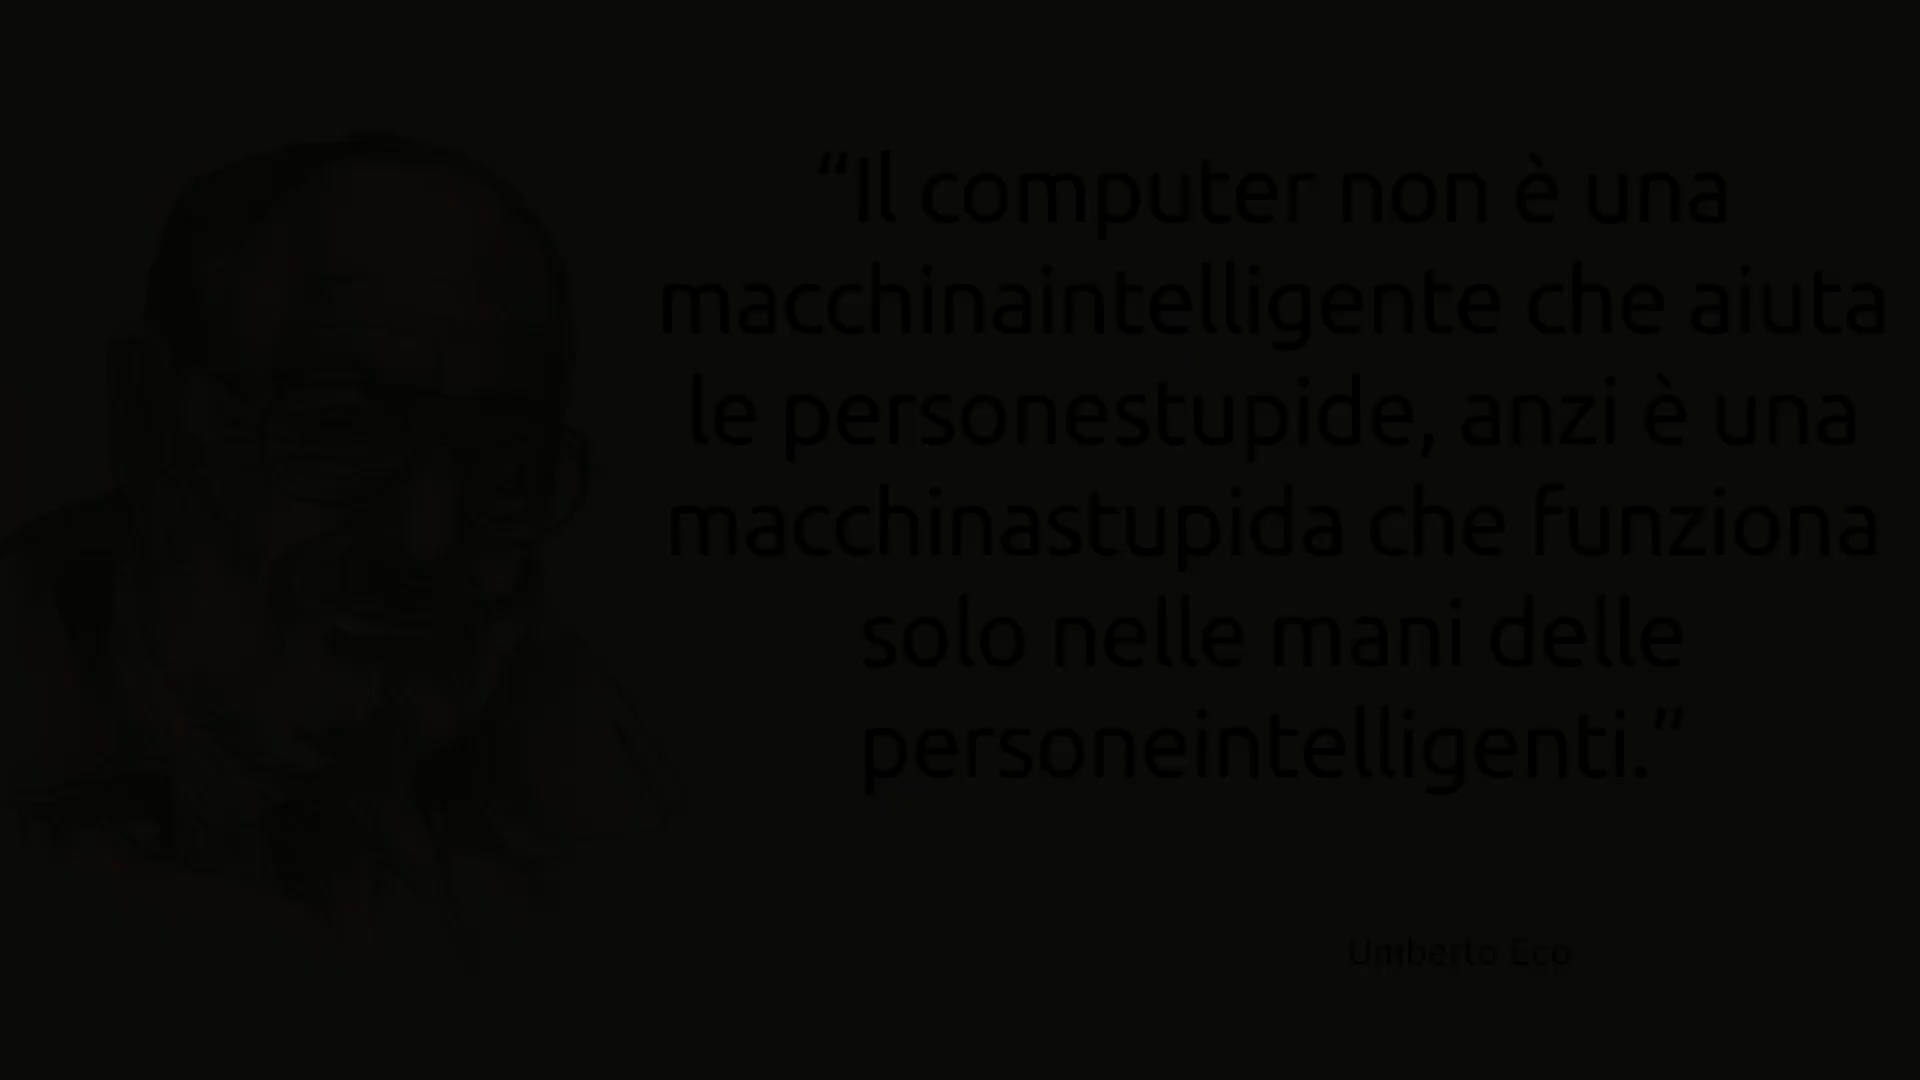 “Il computer non è una
macchinaintelligente che aiuta
le personestupide, anzi è una
macchinastupida che funziona
solo nelle mani delle
personeintelligenti.”
Umberto Eco